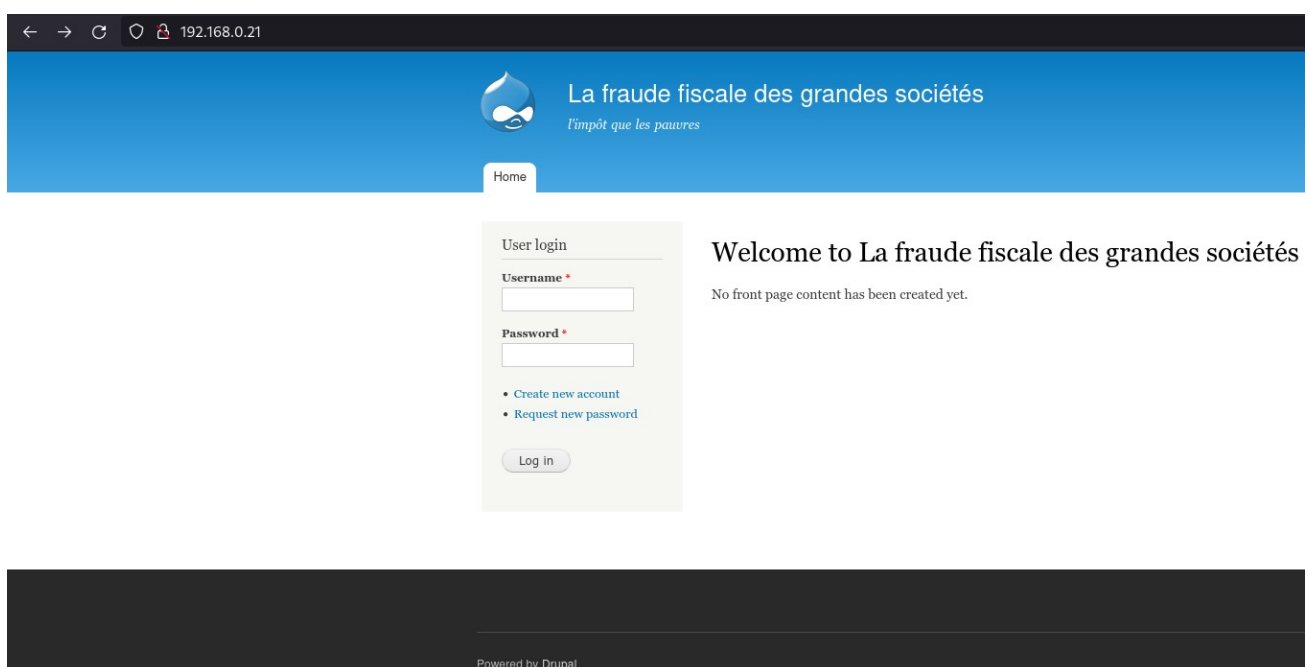 192.168.0.21
La fraude fiscale des grandes sociétés
l'impôt que les pauvres
Home
User login
Username *
Password *
Create new account
Request new password
Log in
Welcome to La fraude fiscale des grandes sociétés
No front page content has been created yet.
Powered by Drupal